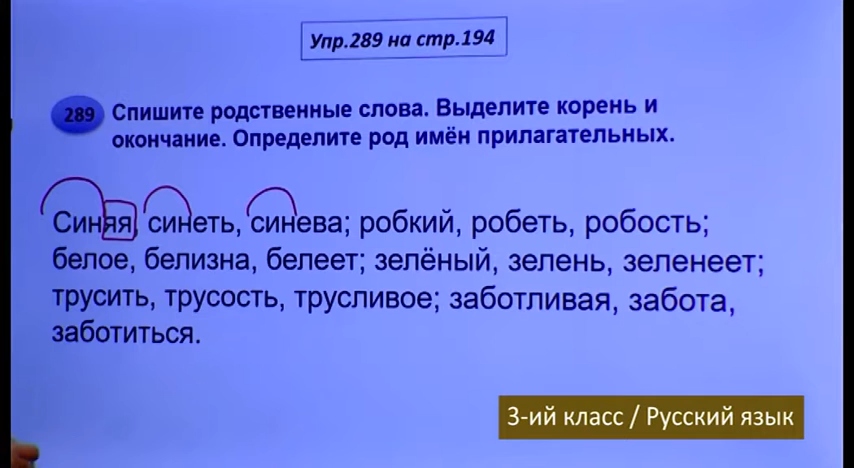 Упр.289 на стр.194
289 Спишите родственные слова. Выделите корень и
окончание. Определите род имён прилагательных.
Синяя, синеть, синева; робкий, робеть, робость;
белое, белизна, белеет; зелёный, зелень, зеленеет;
трусить, трусость, трусливое; заботливая, забота,
заботиться.
3-ий класс / Русский язык